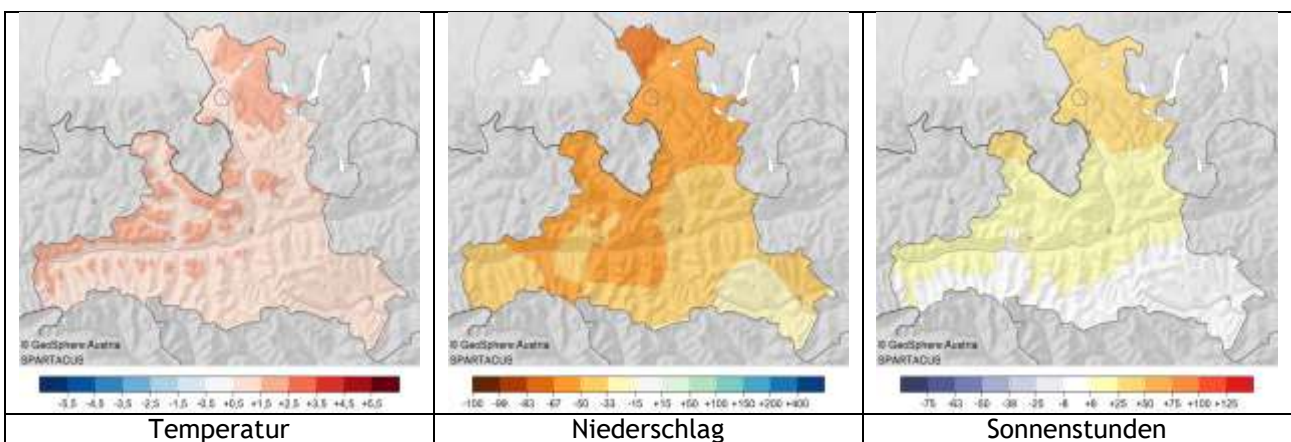 © GeoSphere Austria
SPARTACUS
-5,5 -4,5 -3,5 -2,5 -1,5 -0,5 +0,5 +1,5 +2,5 +3,5 +4,5 +5,5
Temperatur
© GeoSphere Austria
SPARTACUS
-100 -99 -83 -67 -50 -33 -15 +15 +50 +100 +150 +200 +400
Niederschlag
© GeoSphere Austria
SPARTACUS
-75 -63 -50 -38 -25 -8 +8 +25 +50 +75 +100 +125
Sonnenstunden